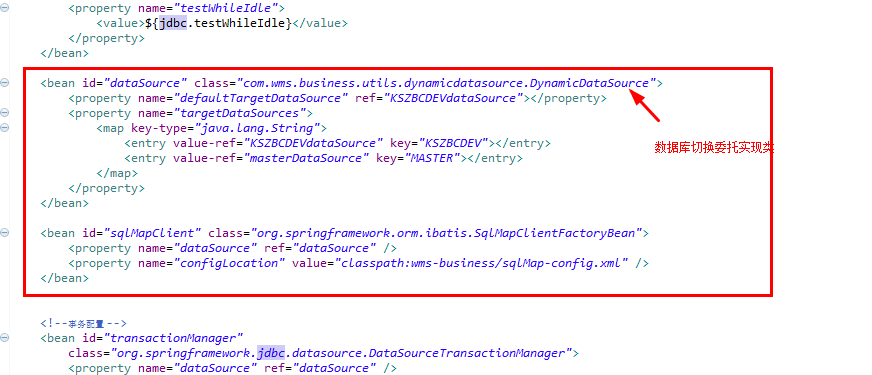 <property name="testWhileIdle">
<value>${jdbc.testWhileIdle}</value>
</property>
</bean>
<bean id="dataSource" class="com.wms.business.utils.dynamicdatasource.DynamicDataSource">
<property name="defaultTargetDataSource" ref="KSZBCDEVdataSource"></property>
<property name="targetDataSources">
<map key-type="java.lang.String">
<entry value-ref="KSZBCDEVdataSource" key="KSZBCDEV"></entry>
数据库切换委托实现类
<entry value-ref="masterDataSource" key="MASTER"></entry>
</map>
</property>
</bean>
<bean id="sqlMapClient" class="org.springframework.orm.ibatis.SqlMapClientFactoryBean">
<property name="dataSource" ref="dataSource" />
<property name="configLocation" value="classpath:wms-business/sqlMap-config.xml" />
</bean>
<!--事务配置 -->
<bean id="transactionManager"
class="org.springframework.jdbc.datasource.DataSourceTransactionManager">
<property name="dataSource" ref="dataSource" />